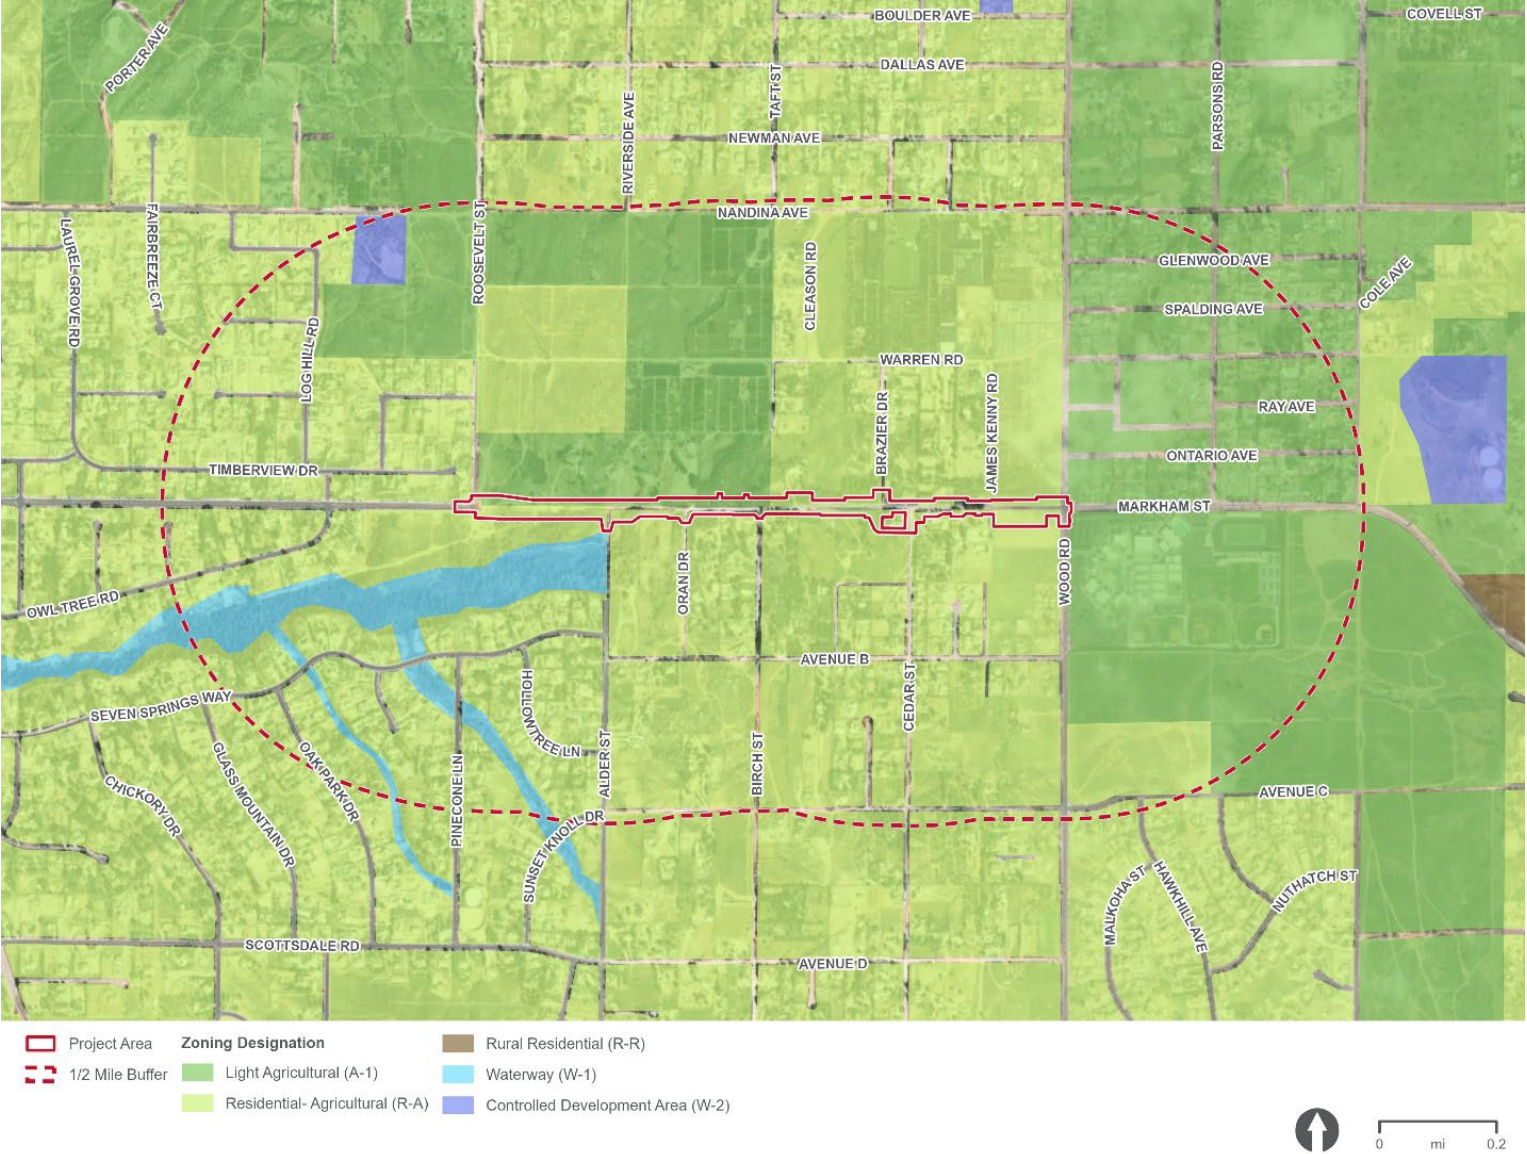 BOULDER AVE
COVELL ST
PORTER AVE
DALLAS AVE
TAFT ST
PARSONS RD
RIVERSIDE AVE
NEWMAN AVE
NANDINA AVE
LAUREL GROVE RD
FAIRBREEZE CT
ROOSEVELT ST
CLEASON RD
GLENWOOD AVE
COLE AVE
SPALDING AVE
LOG HILL RD
WARREN RD
BRAZIER DR
JAMES KENNY RD
RAY AVE
ONTARIO AVE
TIMBERVIEW DR
MARKHAM ST
OWL TREE RD
ORAN DR
WOOD RD
AVENUE B
CEDAR ST
SEVEN SPRINGS WAY
HOLLOWTREE LN
GLASS MOUNTAIN DR
OAK PARK DR
PINECONE LN
ALDER ST
BIRCH ST
CHICKORY DR
SUNSET KNOLL DR
AVENUE C
MALKOHA ST
HAWKHILL AVE
NUTHATCH ST
SCOTTSDALE RD
AVENUE D
Project Area
1/2 Mile Buffer
Zoning Designation
Light Agricultural (A-1)
Residential- Agricultural (R-A)
Rural Residential (R-R)
Waterway (W-1)
Controlled Development Area (W-2)
0 mi 0.2